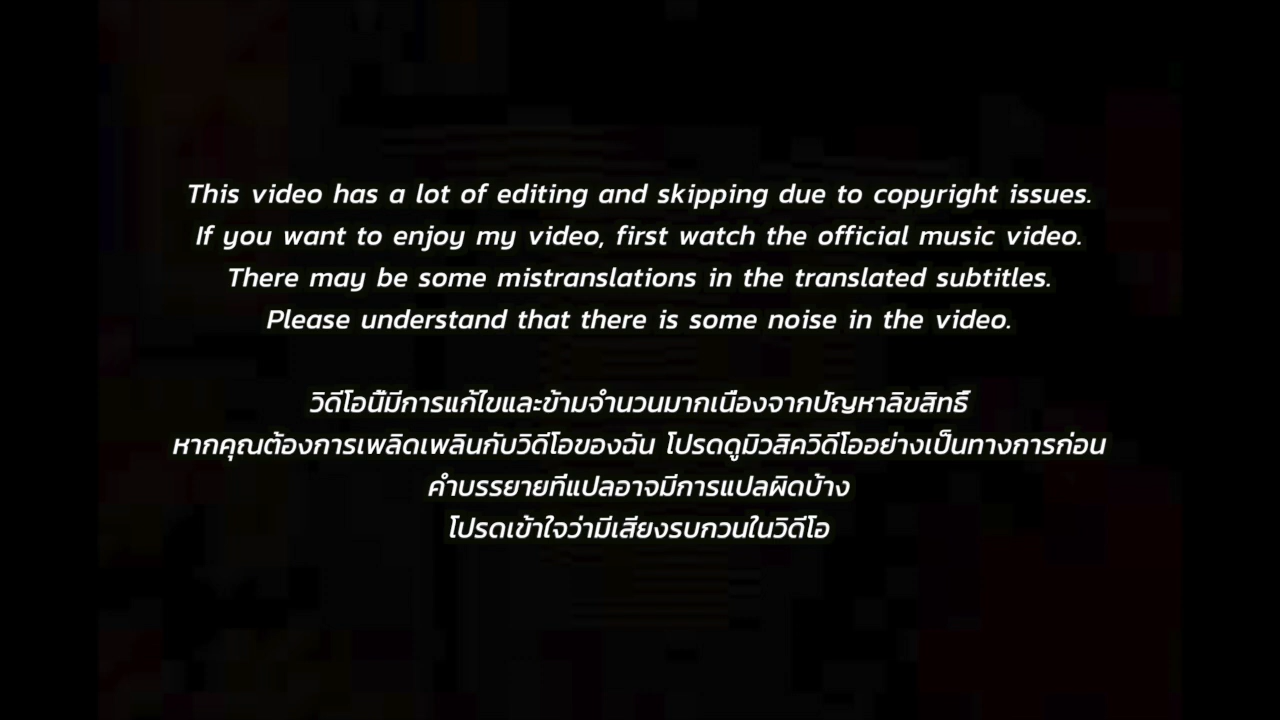 This video has a lot of editing and skipping due to copyright issues.
If you want to enjoy my video, first watch the official music video.
There may be some mistranslations in the translated subtitles.
Please understand that there is some noise in the video.
วิดีโอนี้มีการแก้ไขและข้ามจำนวนมากเนื่องจากปัญหาลิขสิทธิ์
หากคุณต้องการเพลิดเพลินกับวิดีโอของฉัน โปรดดูมิวสิควิดีโออย่างเป็นทางการก่อน
คำบรรยายที่แปลอาจมีการแปลผิดบ้าง
โปรดเข้าใจว่ามีเสียงรบกวนในวิดีโอ